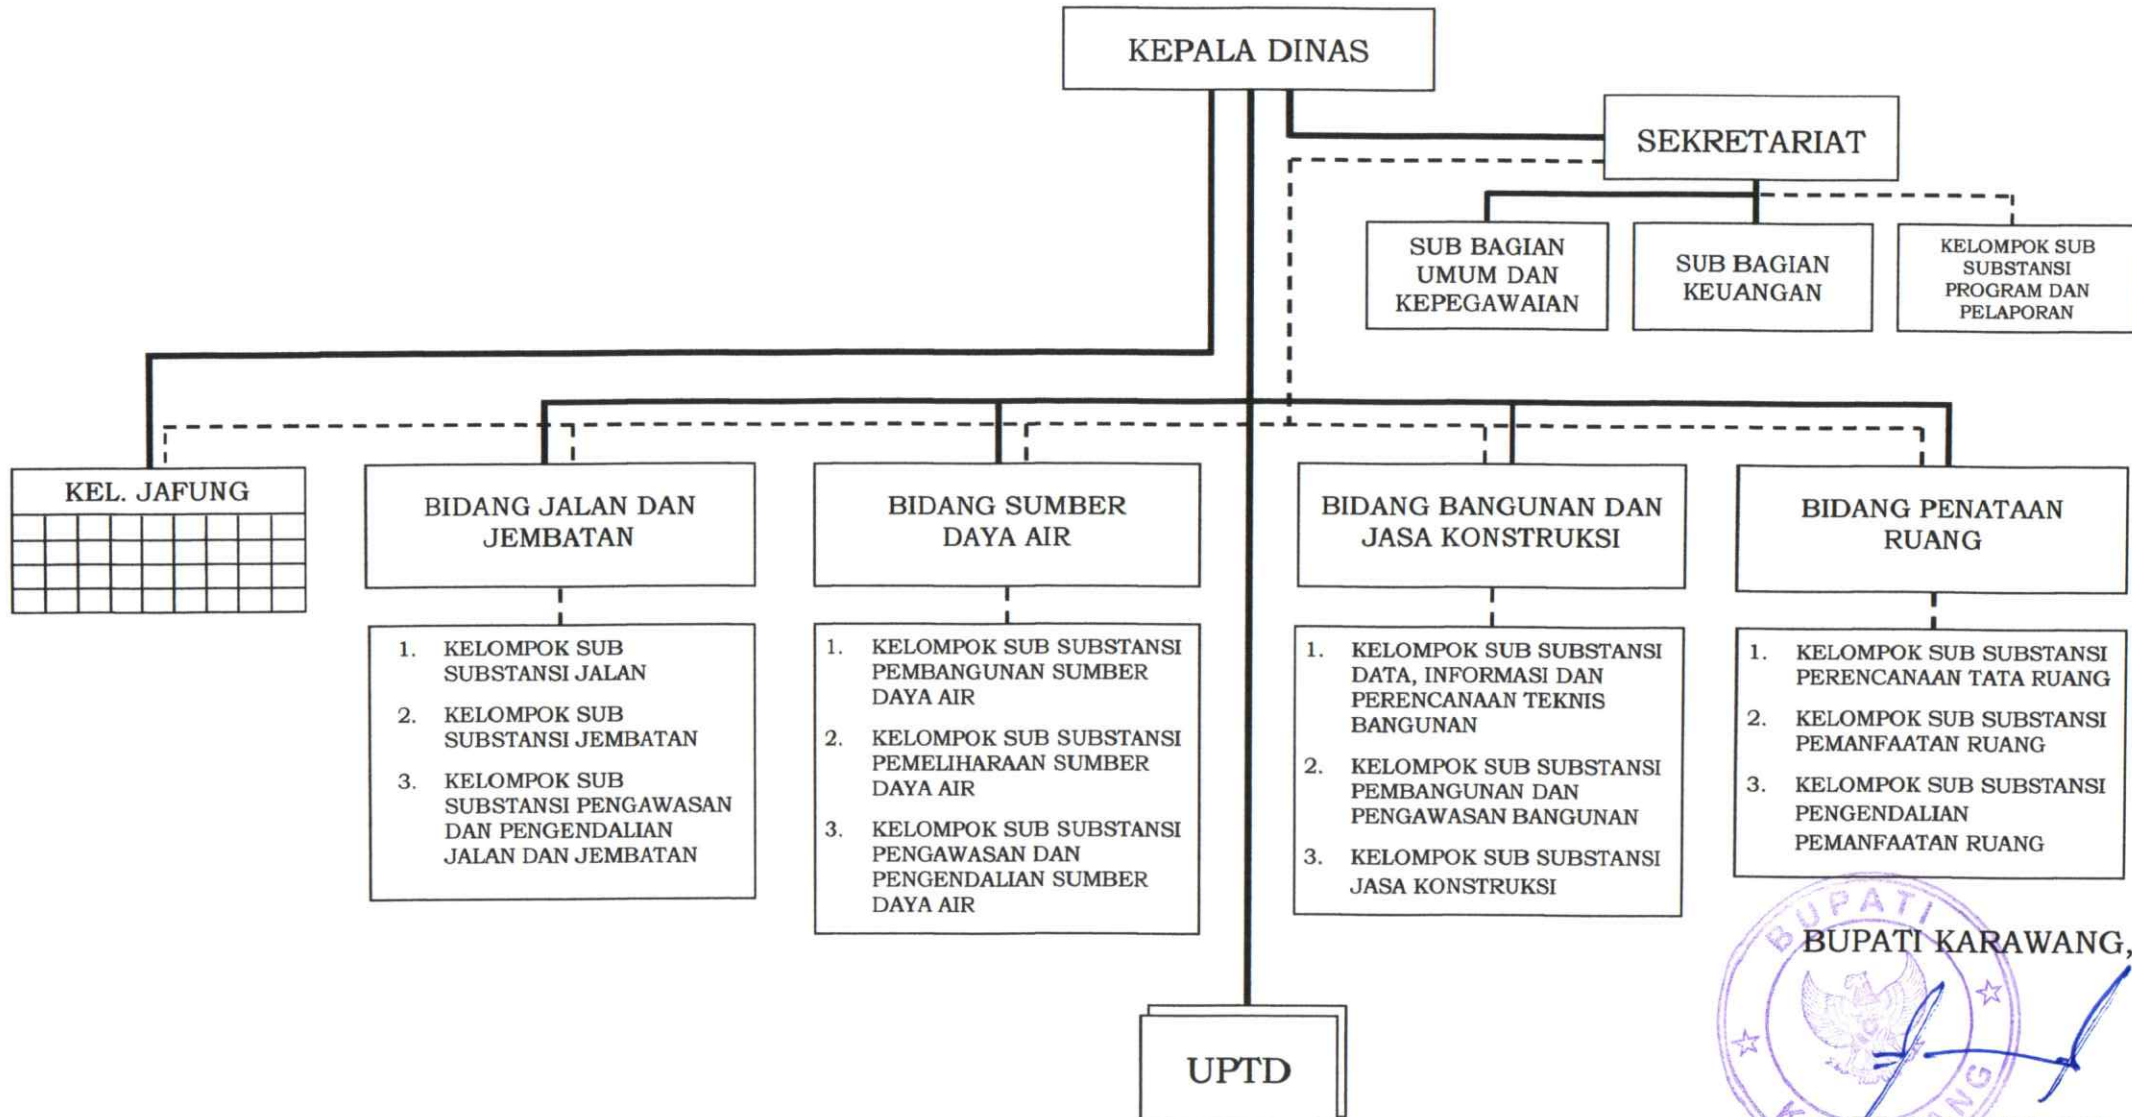 KEPALA DINAS
SEKRETARIAT
SUB BAGIAN
UMUM DAN
KEPEGAWAIAN
SUB BAGIAN
KEUANGAN
KELOMPOK SUB
SUBSTANSI
PROGRAM DAN
PELAPORAN
KEL. JAFUNG
BIDANG JALAN DAN
JEMBATAN
BIDANG SUMBER
DAYA AIR
BIDANG BANGUNAN DAN
JASA KONSTRUKSI
BIDANG PENATAAN
RUANG
1. KELOMPOK SUB
SUBSTANSI JALAN
2. KELOMPOK SUB
SUBSTANSI JEMBATAN
3. KELOMPOK SUB
SUBSTANSI PENGAWASAN
DAN PENGENDALIAN
JALAN DAN JEMBATAN
1. KELOMPOK SUB SUBSTANSI
PEMBANGUNAN SUMBER
DAYA AIR
2. KELOMPOK SUB SUBSTANSI
PEMELIHARAAN SUMBER
DAYA AIR
3. KELOMPOK SUB SUBSTANSI
PENGAWASAN DAN
PENGENDALIAN SUMBER
DAYA AIR
1. KELOMPOK SUB SUBSTANSI
DATA, INFORMASI DAN
PERENCANAAN TEKNIS
BANGUNAN
2. KELOMPOK SUB SUBSTANSI
PEMBANGUNAN DAN
PENGAWASAN BANGUNAN
3. KELOMPOK SUB SUBSTANSI
JASA KONSTRUKSI
1. KELOMPOK SUB SUBSTANSI
PERENCANAAN TATA RUANG
2. KELOMPOK SUB SUBSTANSI
PEMANFAATAN RUANG
3. KELOMPOK SUB SUBSTANSI
PENGENDALIAN
PEMANFAATAN RUANG
BUPATI
BUPATI KARAWANG,
UPTD